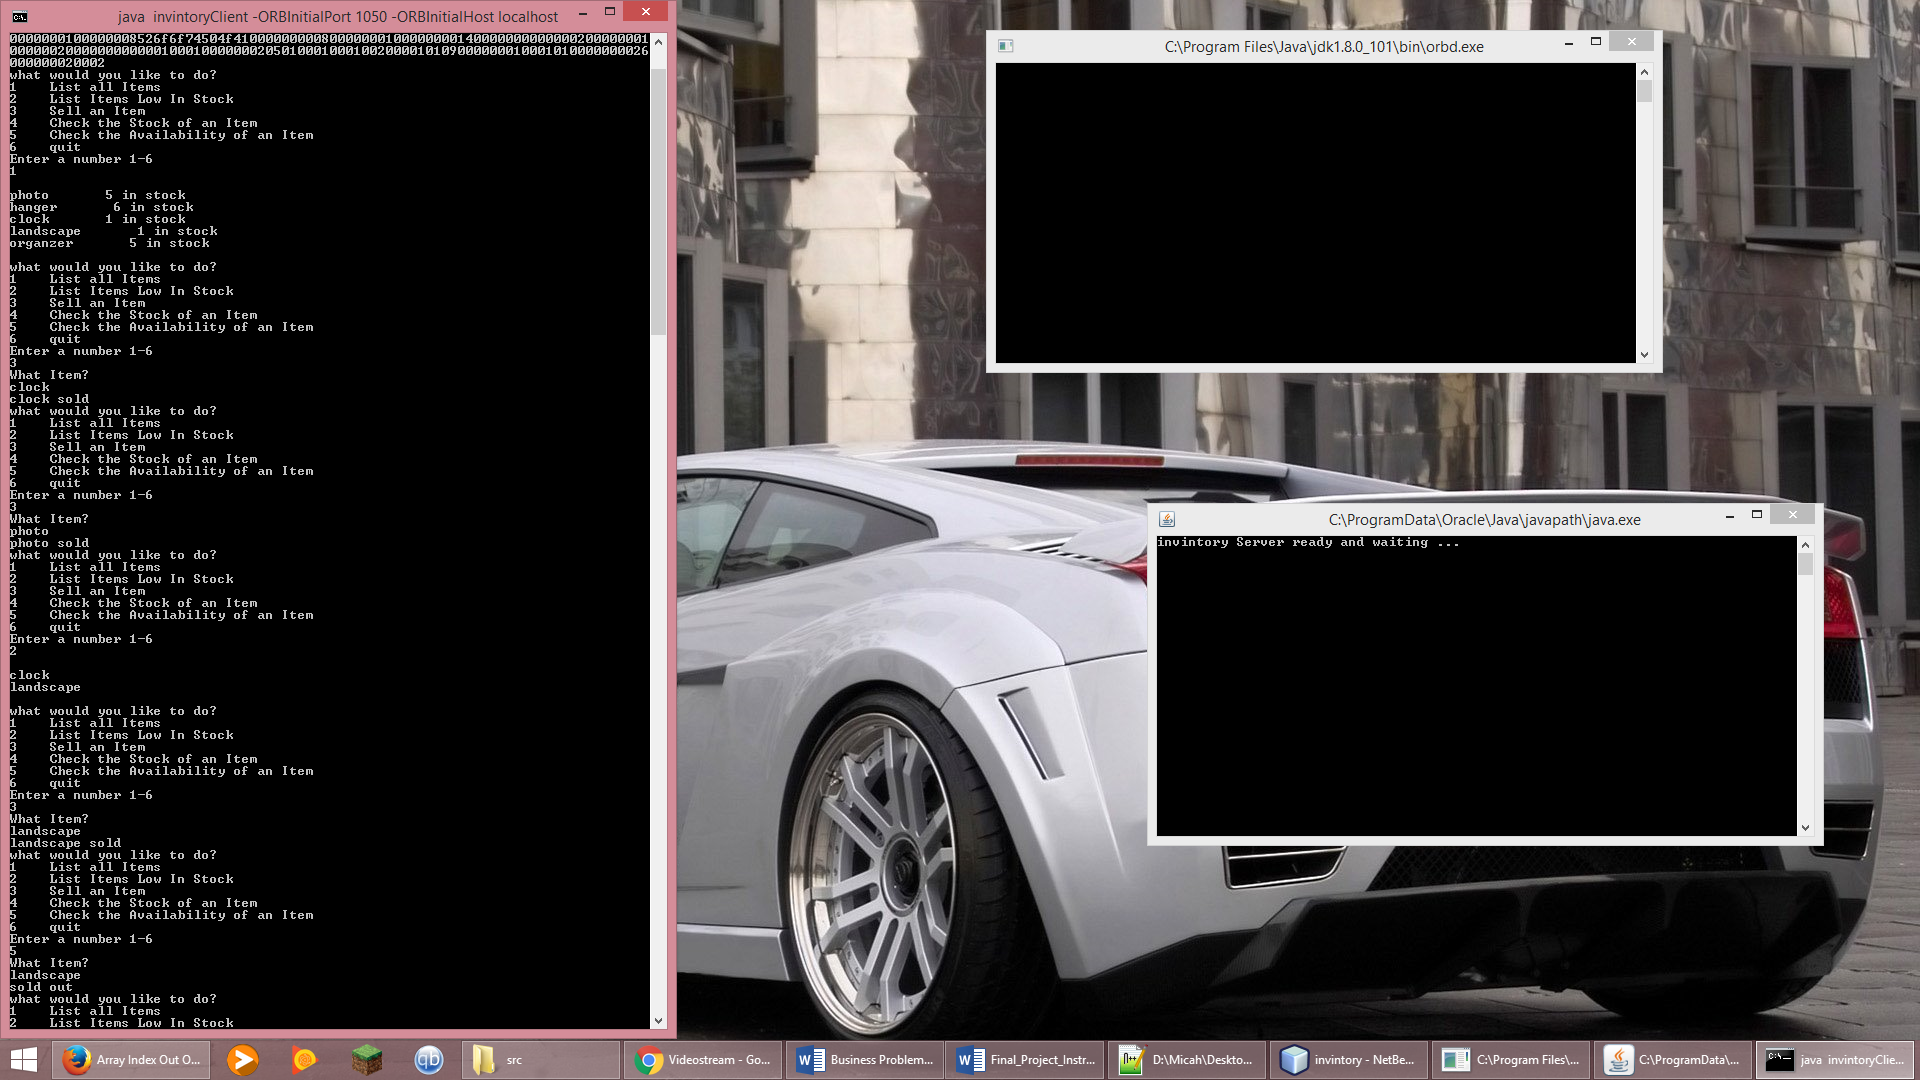 java  invintoryClient -ORBInitialPort 1050 -ORBInitialHost localhost
000000020002
what would you like to do?
1    List all Items
2    List Items Low In Stock
3    Sell an Item
4    Check the Stock of an Item
5    Check the Availability of an Item
6    quit
Enter a number 1-6
1
photo       5 in stock
hanger       6 in stock
clock       1 in stock
landscape       1 in stock
organzer       5 in stock
what would you like to do?
1    List all Items
2    List Items Low In Stock
3    Sell an Item
4    Check the Stock of an Item
5    Check the Availability of an Item
6    quit
Enter a number 1-6
3
What Item?
clock
clock sold
what would you like to do?
1    List all Items
2    List Items Low In Stock
3    Sell an Item
4    Check the Stock of an Item
5    Check the Availability of an Item
6    quit
Enter a number 1-6
3
What Item?
photo
photo sold
what would you like to do?
1    List all Items
2    List Items Low In Stock
3    Sell an Item
4    Check the Stock of an Item
5    Check the Availability of an Item
6    quit
Enter a number 1-6
2
clock
landscape
what would you like to do?
1    List all Items
2    List Items Low In Stock
3    Sell an Item
4    Check the Stock of an Item
5    Check the Availability of an Item
6    quit
Enter a number 1-6
3
What Item?
landscape
landscape sold
what would you like to do?
1    List all Items
2    List Items Low In Stock
3    Sell an Item
4    Check the Stock of an Item
5    Check the Availability of an Item
6    quit
Enter a number 1-6
5
What Item?
landscape
sold out
what would you like to do?
1    List all Items
2    List Items Low In Stock
C:\Program Files\Java\jdk1.8.0_101\bin\orbd.exe
C:\ProgramData\Oracle\Java\javapath\java.exe
invintory Server ready and waiting ...
Array Index Out O...
qb
src
Videostream - Go...
Business Problem...
Final_Project_Instr...
D:\Micah\Deskto...
invintory - NetBe...
C:\Program Files\...
C:\ProgramData\...
java  invintoryClie...